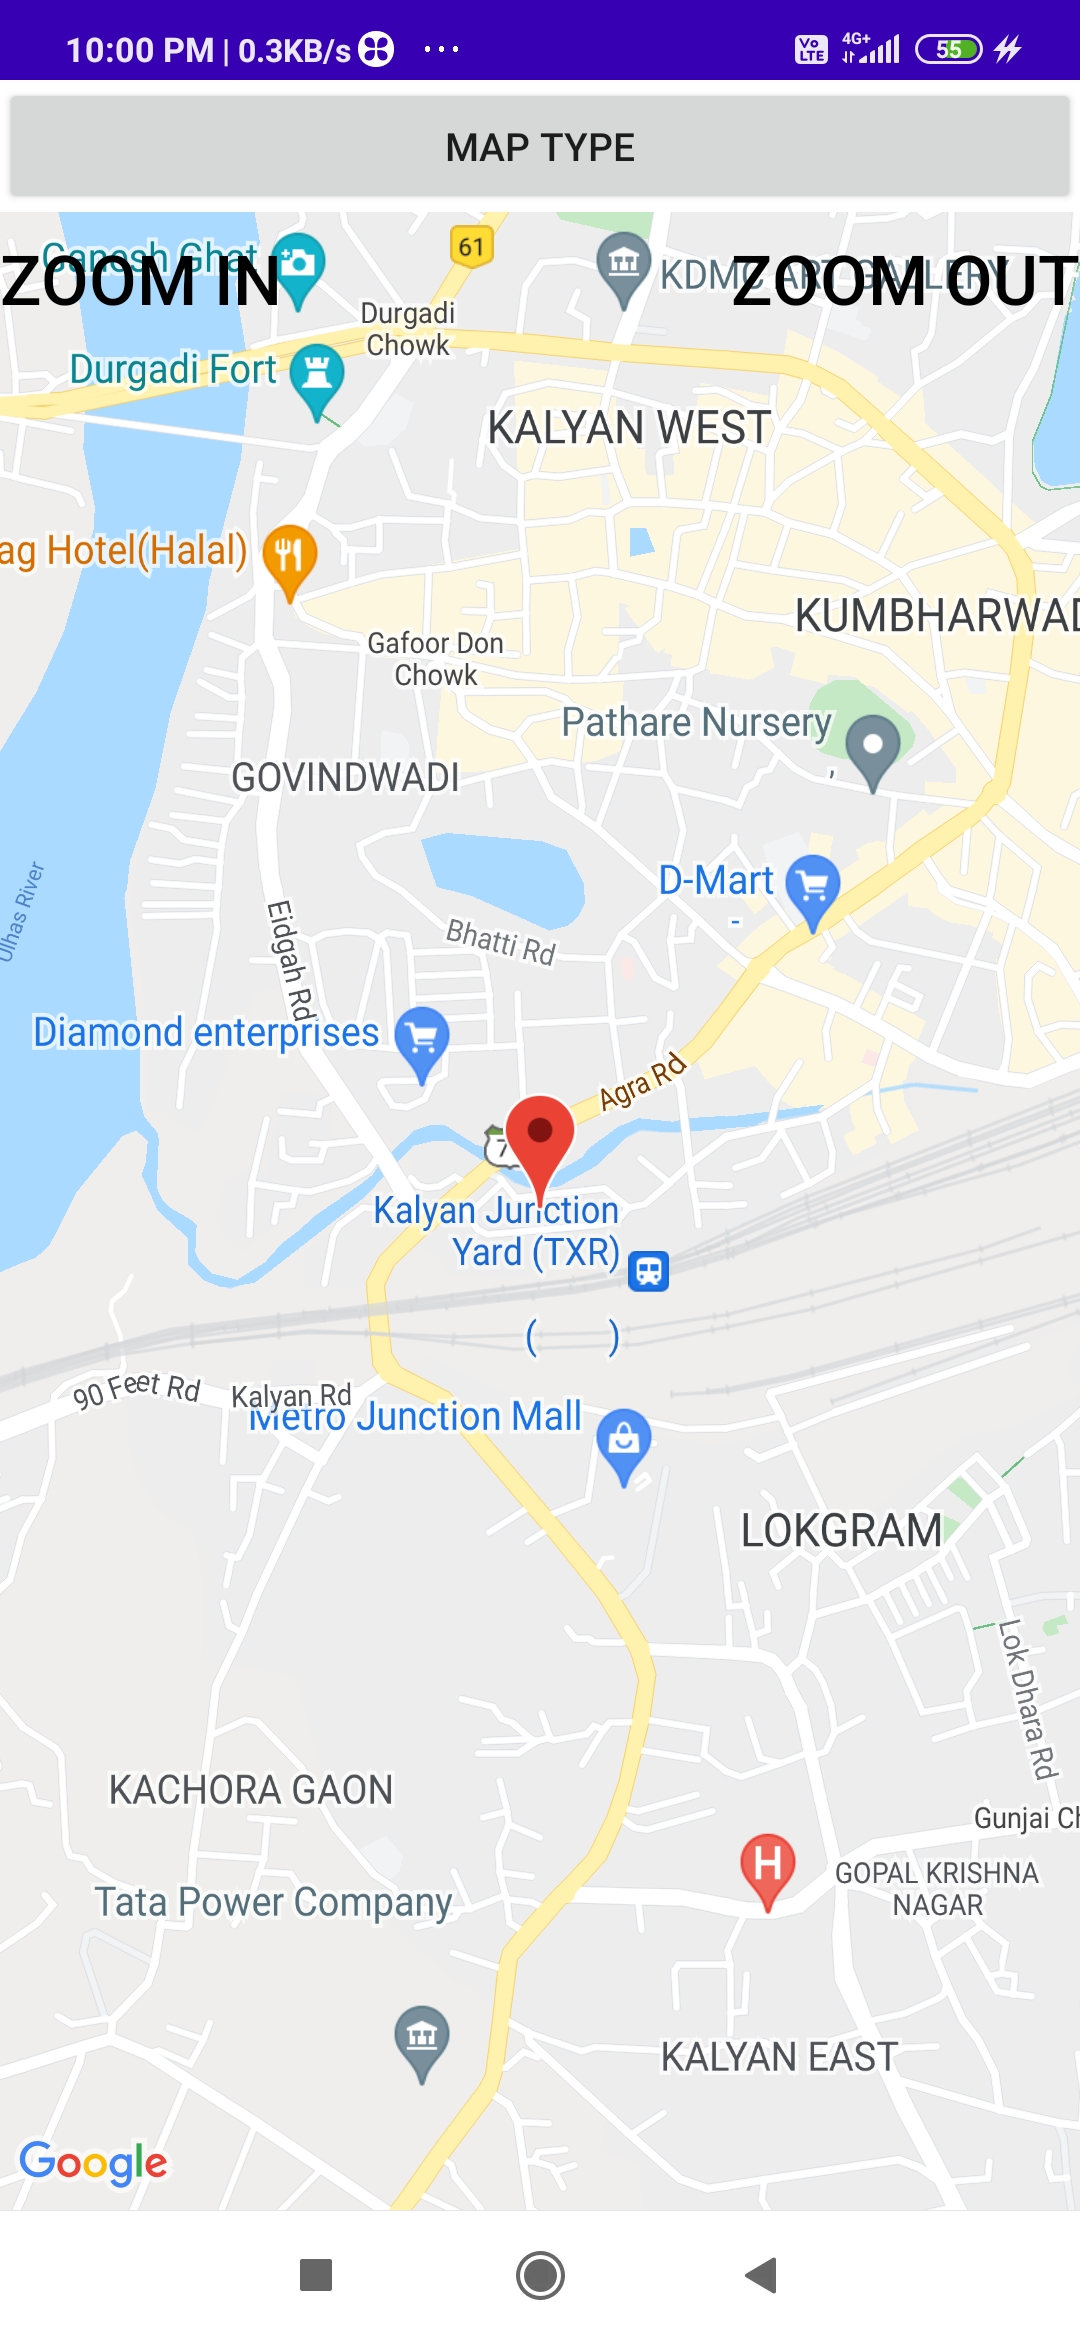 10:00 PM | 0.3KB/s ...
Vo LTE 4G+ 55
MAP TYPE
61
Ganesh Ghat
KDMC ART GALLERY
ZOOM IN
ZOOM OUT
Durgadi
Chowk
Durgadi Fort
KALYAN WEST
ag Hotel(Halal)
KUMBHARWAD
Gafoor Don
Chowk
Pathare Nursery
,
GOVINDWADI
D-Mart
-
Ulhas River
Eidgah Rd
Bhatti Rd
Diamond enterprises
Agra Rd
7
Kalyan Junction
Yard (TXR)
( )
90 Feet Rd
Kalyan Rd
Metro Junction Mall
LOKGRAM
Lok Dhara Rd
KACHORA GAON
Gunjai Ch
H
GOPAL KRISHNA
NAGAR
Tata Power Company
KALYAN EAST
Google